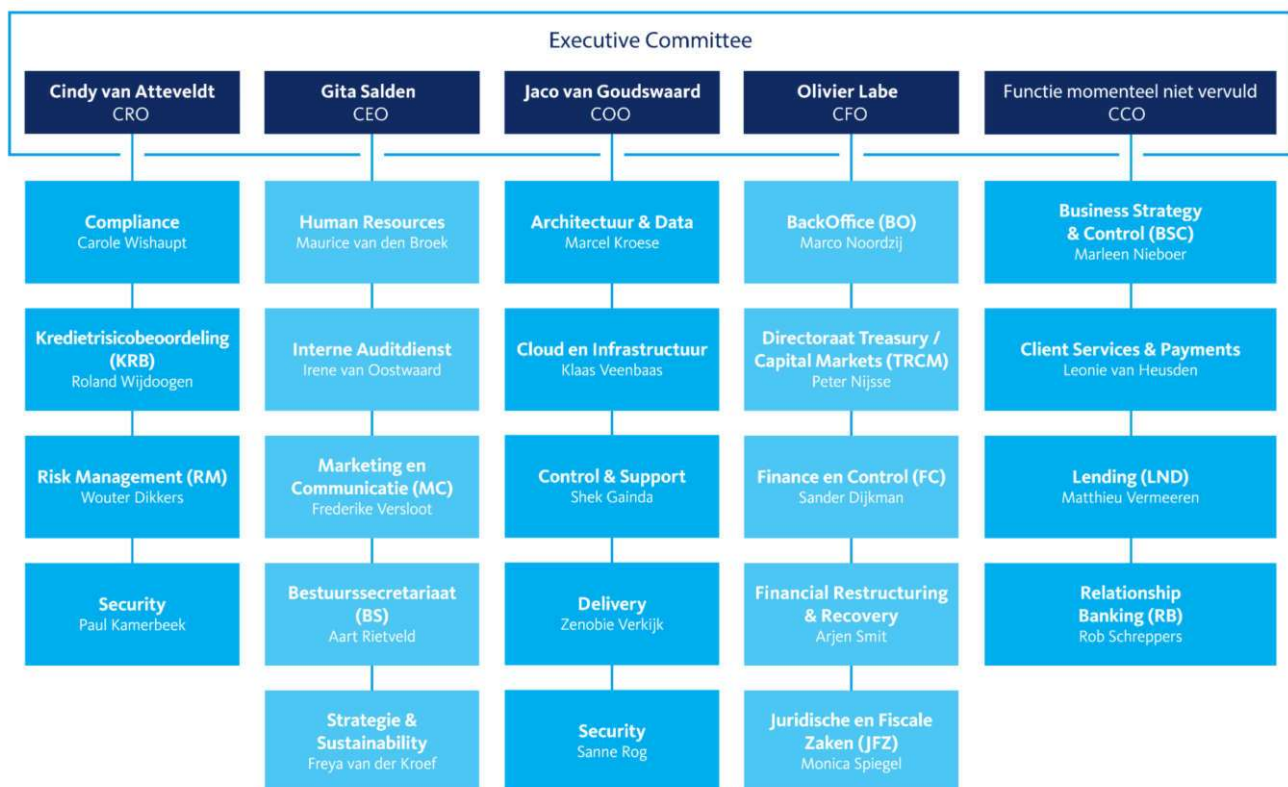 Executive Committee
Cindy van Atteveldt
CRO
Gita Salden
CEO
Jaco van Goudswaard
COO
Olivier Labe
CFO
Functie momenteel niet vervuld
CCO
Compliance
Carole Wishaupt
Human Resources
Maurice van den Broek
Architectuur & Data
Marcel Kroese
BackOffice (BO)
Marco Noordzij
Business Strategy
& Control (BSC)
Marleen Nieboer
Kredietrisicobeoordeling
(KRB)
Roland Wijdoogen
Interne Auditdienst
Irene van Oostwaard
Cloud en Infrastructuur
Klaas Veenbaas
Directoraat Treasury /
Capital Markets (TRCM)
Peter Nijsse
Client Services & Payments
Leonie van Heusden
Risk Management (RM)
Wouter Dikkers
Marketing en
Communicatie (MC)
Frederike Versloot
Control & Support
Shek Gainda
Finance en Control (FC)
Sander Dijkman
Lending (LND)
Matthieu Vermeeren
Security
Paul Kamerbeek
Bestuurssecretariaat
(BS)
Aart Rietveld
Delivery
Zenobie Verkijk
Financial Restructuring
& Recovery
Arjen Smit
Relationship
Banking (RB)
Rob Schreppers
Strategie &
Sustainability
Freya van der Kroef
Security
Sanne Rog
Juridische en Fiscale
Zaken (JFZ)
Monica Spiegel